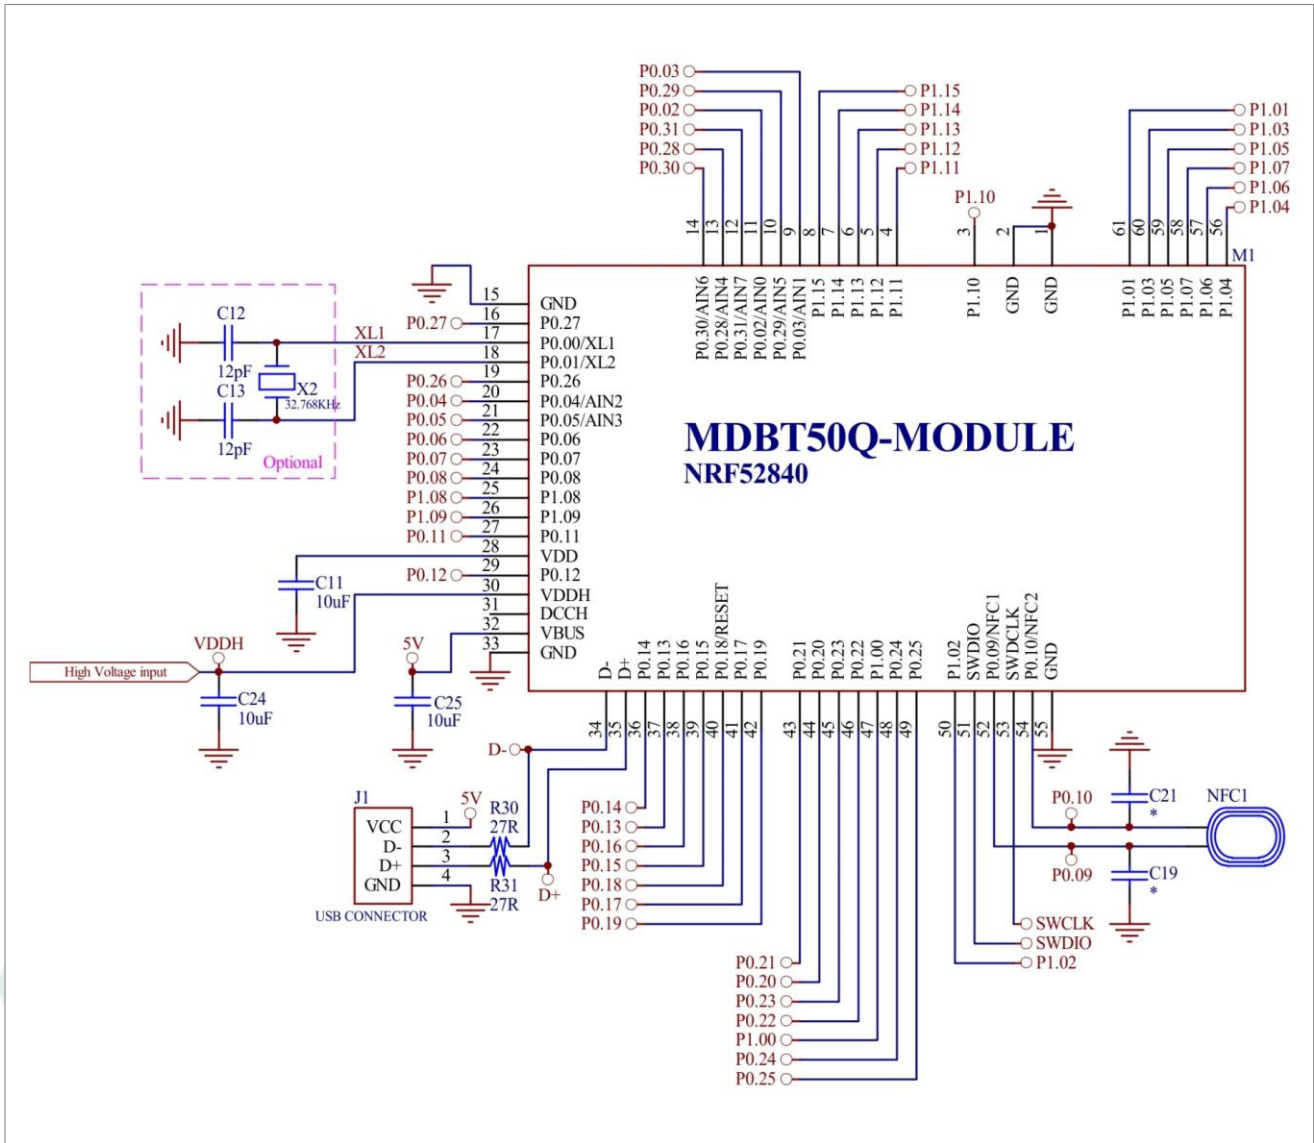 P0.03
P0.29
P0.02
P0.31
P0.28
P0.30
P1.15
P1.14
P1.13
P1.12
P1.11
P1.10
P1.01
P1.03
P1.05
P1.07
P1.06
P1.04
14
13
12
11
10
9
8
7
6
5
4
3
2
1
61
60
59
58
57
56
M1
P0.30/AIN6
P0.28/AIN4
P0.31/AIN7
P0.02/AIN0
P0.29/AIN5
P0.03/AIN1
P1.15
P1.14
P1.13
P1.12
P1.11
P1.10
GND
GND
P1.01
P1.03
P1.05
P1.07
P1.06
P1.04
C12
12pF
C13
12pF
X2
32.768KHz
Optional
XL1
XL2
15 GND
P0.27 16 P0.27
17 P0.00/XL1
18 P0.01/XL2
P0.26 19 P0.26
P0.04 20 P0.04/AIN2
P0.05 21 P0.05/AIN3
P0.06 22 P0.06
P0.07 23 P0.07
P0.08 24 P0.08
P1.08 25 P1.08
P1.09 26 P1.09
P0.11 27 P0.11
28 VDD
P0.12 29 P0.12
30 VDDH
31 DCCH
32 VBUS
33 GND
MDBT50Q-MODULE
NRF52840
C11
10uF
VDDH
High Voltage input
C24
10uF
5V
C25
10uF
D-
D+
P0.14
P0.13
P0.16
P0.15
P0.18/RESET
P0.17
P0.19
P0.21
P0.20
P0.23
P0.22
P1.00
P0.24
P0.25
P1.02
SWDIO
P0.09/NFC1
SWDCLK
P0.10/NFC2
GND
34
35
36
37
38
39
40
41
42
43
44
45
46
47
48
49
50
51
52
53
54
55
D-
J1
5V
VCC 1
D- 2
D+ 3
GND 4
USB CONNECTOR
R30
27R
R31
27R
D+
P0.14
P0.13
P0.16
P0.15
P0.18
P0.17
P0.19
P0.21
P0.20
P0.23
P0.22
P1.00
P0.24
P0.25
P0.10
C21
*
NFC1
P0.09
C19
*
SWCLK
SWDIO
P1.02